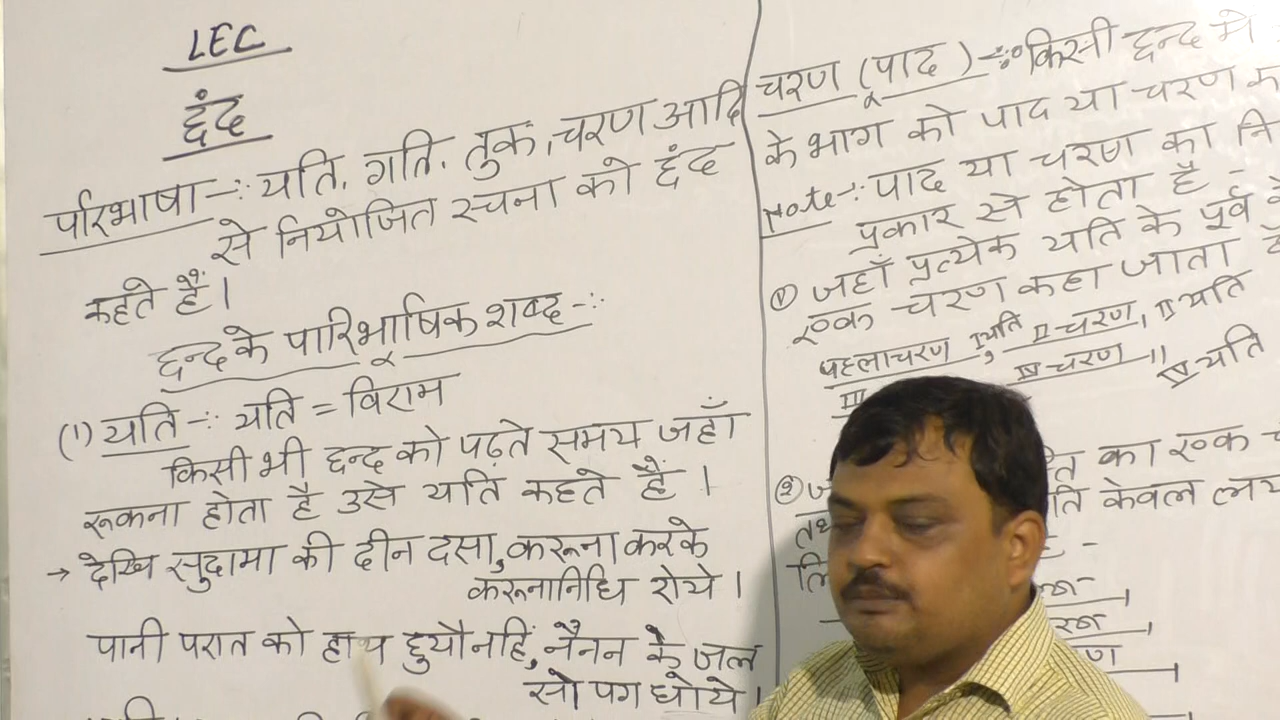 LEC
छंद
परिभाषा-: यति, गति, तुक, चरण आदि
से नियोजित रचना को छंद
कहते हैं।
छन्द के पारिभाषिक शब्द-:
(1) यति-: यति = विराम
किसी भी छन्द को पढ़ते समय जहाँ
रूकना होता है उसे यति कहते हैं।
→ देखि सुदामा की दीन दसा, करूना करके
करूनानिधि रोये।
पानी परात को हाथ छुयौ नहिं, नैनन के जल
सो पग धोये।
चरण (पाद) -: किसी छन्द मे
के भाग को पाद या चरण
Note-: पाद या चरण का
प्रकार से होता है -
① जहाँ प्रत्येक यति के पूर्व
एक चरण कहा जाता
पहलाचरण, I यति II चरण, II यति
III IV चरण ।। IV यति
② का एक
केवल लय